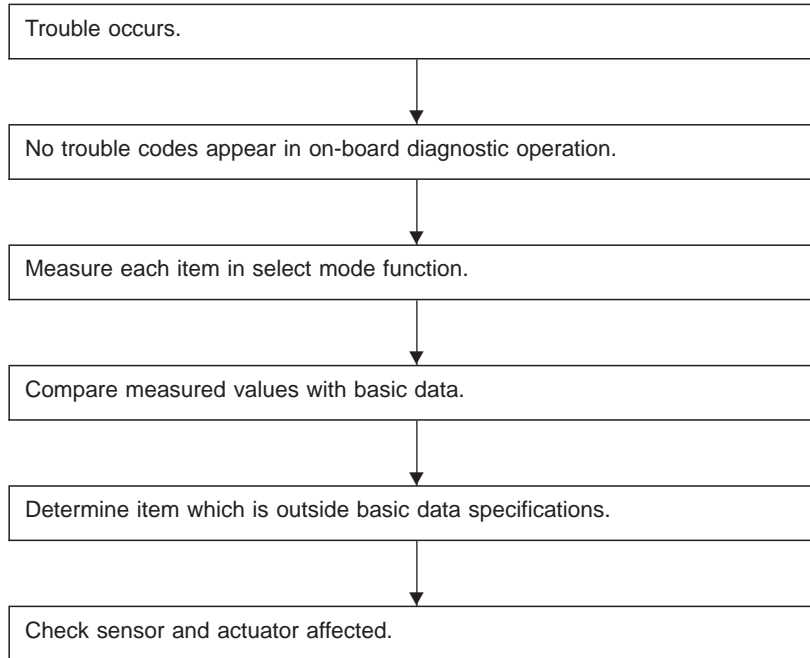 Trouble occurs.
No trouble codes appear in on-board diagnostic operation.
Measure each item in select mode function.
Compare measured values with basic data.
Determine item which is outside basic data specifications.
Check sensor and actuator affected.